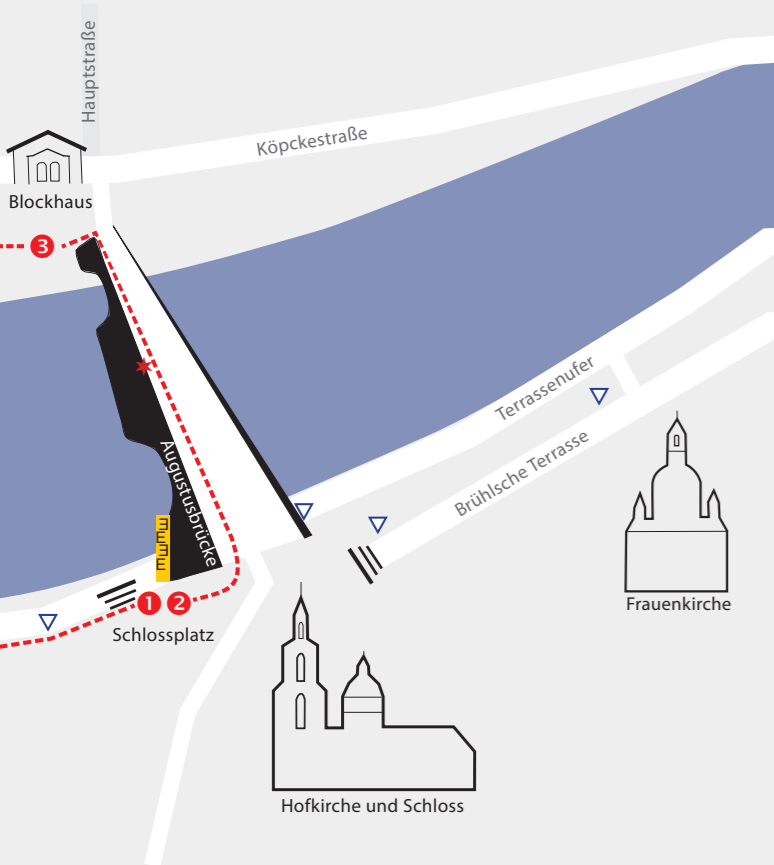 Hauptstraße
Köpckestraße
Blockhaus
3
Terrassenufer
Brühlsche Terrasse
Augustusbrücke
1 2
Schlossplatz
Frauenkirche
Hofkirche und Schloss